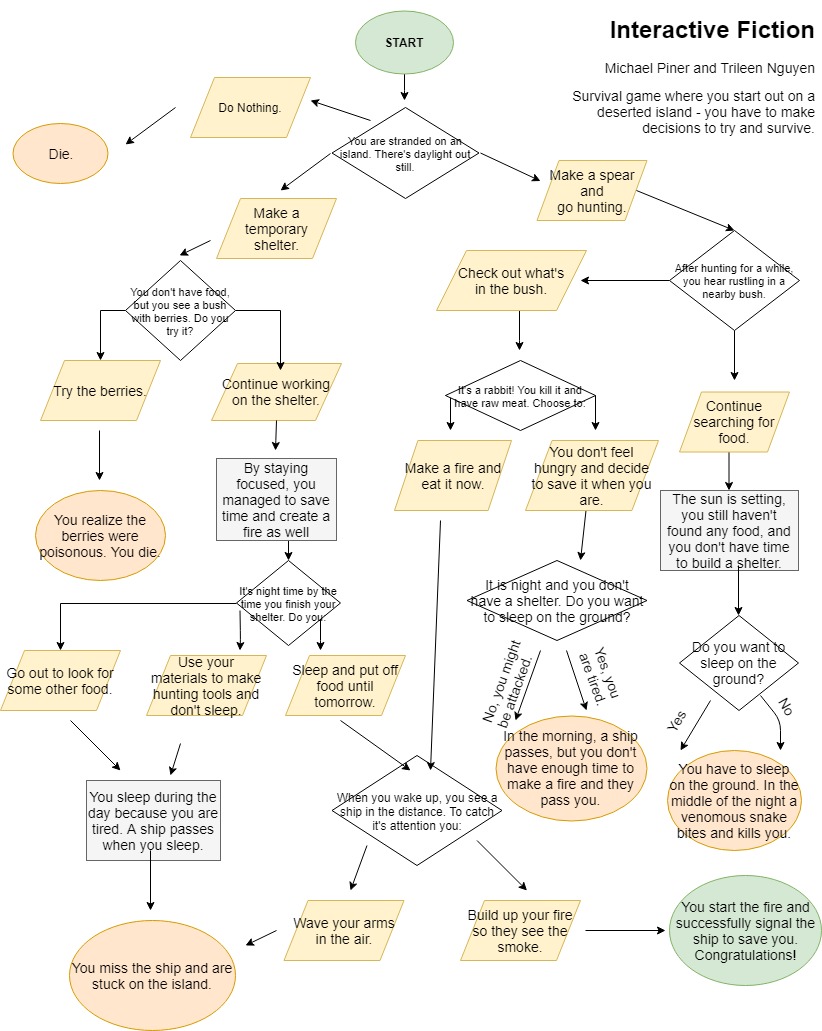 Interactive Fiction
Michael Piner and Trileen Nguyen
Survival game where you start out on a
deserted island - you have to make
decisions to try and survive.
START
Do Nothing.
Die.
You are stranded on an
island. There's daylight out
still.
Make a spear
and
go hunting.
Make a
temporary
shelter.
After hunting for a while,
you hear rustling in a
nearby bush.
Check out what's
in the bush.
You don't have food,
but you see a bush
with berries. Do you
try it?
Try the berries.
Continue working
on the shelter.
It's a rabbit! You kill it and
have raw meat. Choose to:
Continue
searching for
food.
Make a fire and
eat it now.
You don't feel
hungry and decide
to save it when you
are.
By staying
focused, you
managed to save
time and create a
fire as well
You realize the
berries were
poisonous. You die.
The sun is setting,
you still haven't
found any food, and
you don't have time
to build a shelter.
It's night time by the
time you finish your
shelter. Do you:
It is night and you don't
have a shelter. Do you want
to sleep on the ground?
Go out to look for
some other food.
Use your
materials to make
hunting tools and
don't sleep.
Sleep and put off
food until
tomorrow.
No, you might
be attacked.
Yes, you
are tired.
Do you want to
sleep on the
ground?
Yes
No
In the morning, a ship
passes, but you don't
have enough time to
make a fire and they
pass you.
You have to sleep
on the ground. In the
middle of the night a
venomous snake
bites and kills you.
You sleep during the
day because you are
tired. A ship passes
when you sleep.
When you wake up, you see a
ship in the distance. To catch
it's attention you:
Wave your arms
in the air.
Build up your fire
so they see the
smoke.
You start the fire and
successfully signal the
ship to save you.
Congratulations!
You miss the ship and are
stuck on the island.